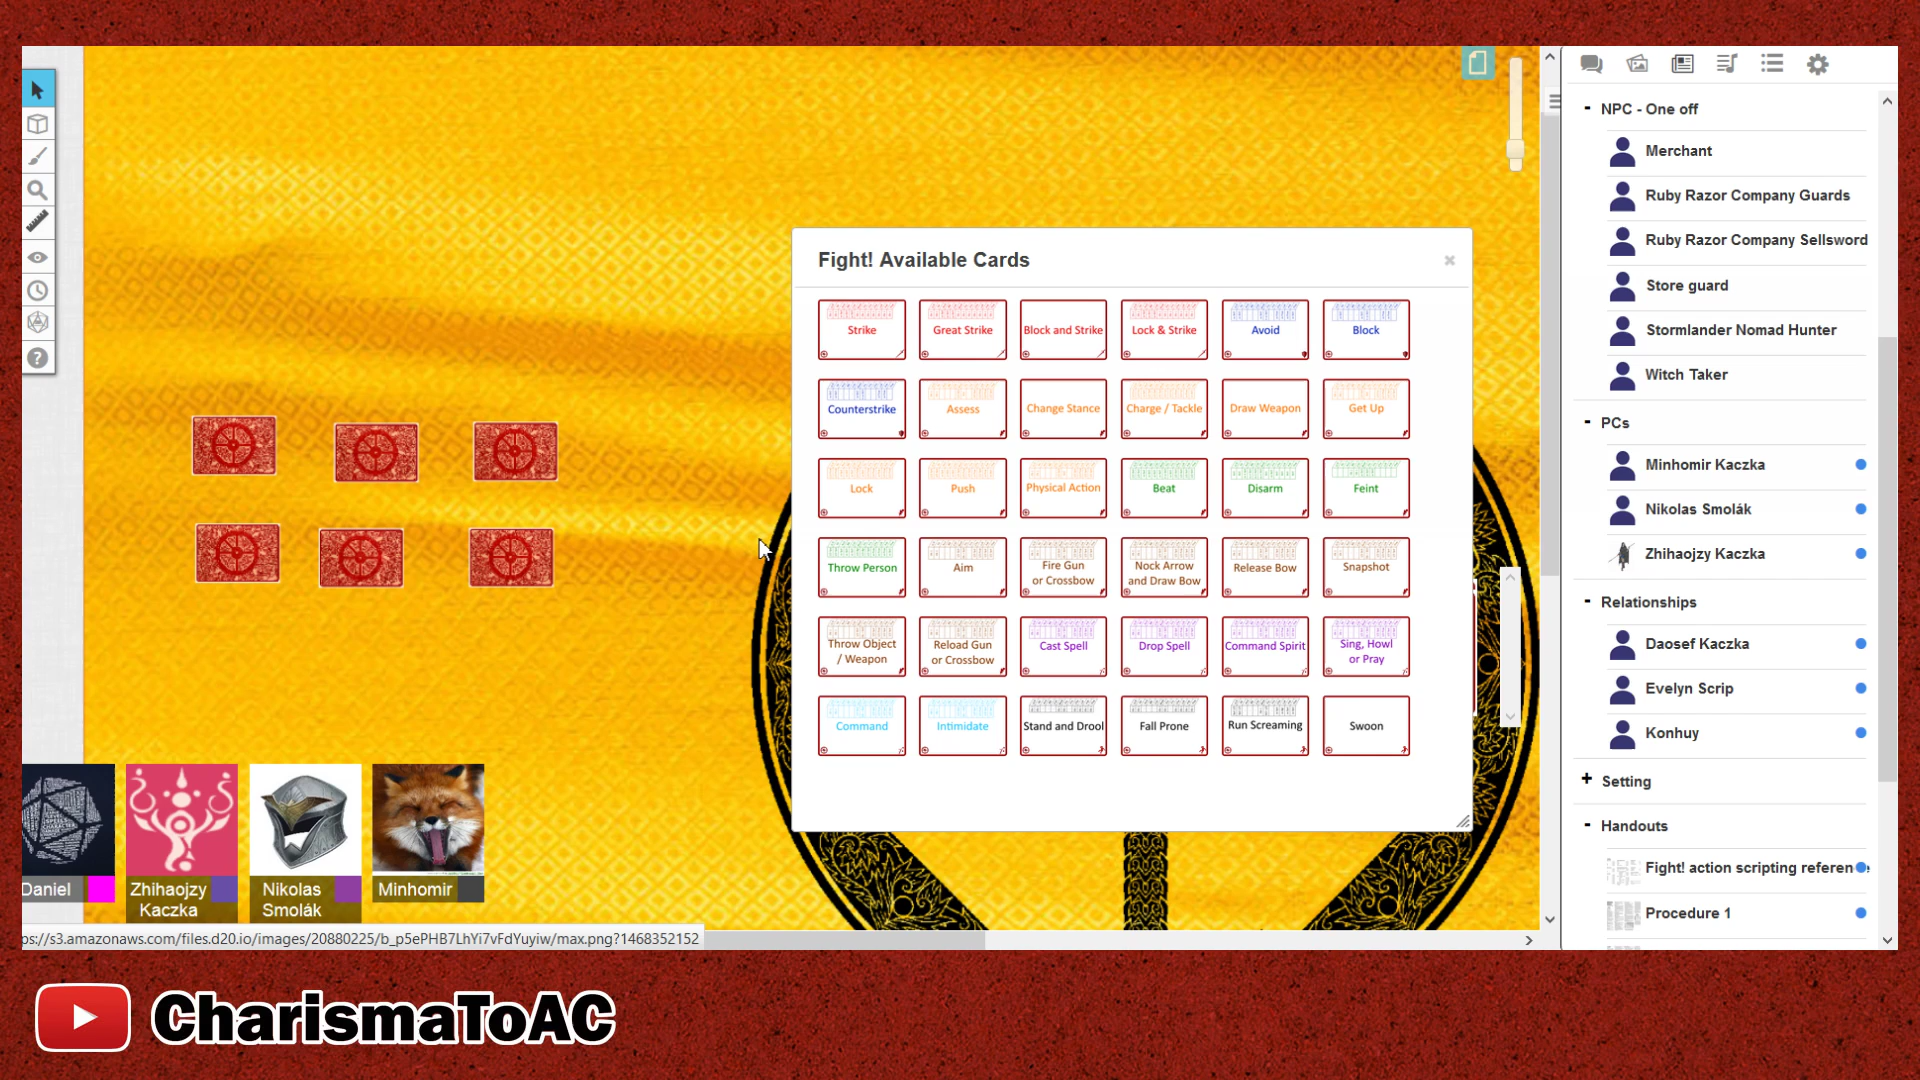 NPC - One off
Merchant
Ruby Razor Company Guards
Ruby Razor Company Sellsword
Store guard
Stormlander Nomad Hunter
Witch Taker
PCs
Minhomir Kaczka
Nikolas Smolák
Zhihaojzy Kaczka
Relationships
Daosef Kaczka
Evelyn Scrip
Konhuy
Setting
Handouts
Fight! action scripting referen
Procedure 1
Fight! Available Cards
Strike
Great Strike
Block and Strike
Lock & Strike
Avoid
Block
Counterstrike
Assess
Change Stance
Charge / Tackle
Draw Weapon
Get Up
Lock
Push
Physical Action
Beat
Disarm
Feint
Throw Person
Aim
Fire Gun
or Crossbow
Nock Arrow
and Draw Bow
Release Bow
Snapshot
Throw Object
/ Weapon
Reload Gun
or Crossbow
Cast Spell
Drop Spell
Command Spirit
Sing, Howl
or Pray
Command
Intimidate
Stand and Drool
Fall Prone
Run Screaming
Swoon
Daniel
Zhihaojzy
Kaczka
Nikolas
Smolák
Minhomir
ps://s3.amazonaws.com/files.d20.io/images/20880225/b_p5ePHB7LhYi7vFdYuyiw/max.png?1468352152
CharismaToAC